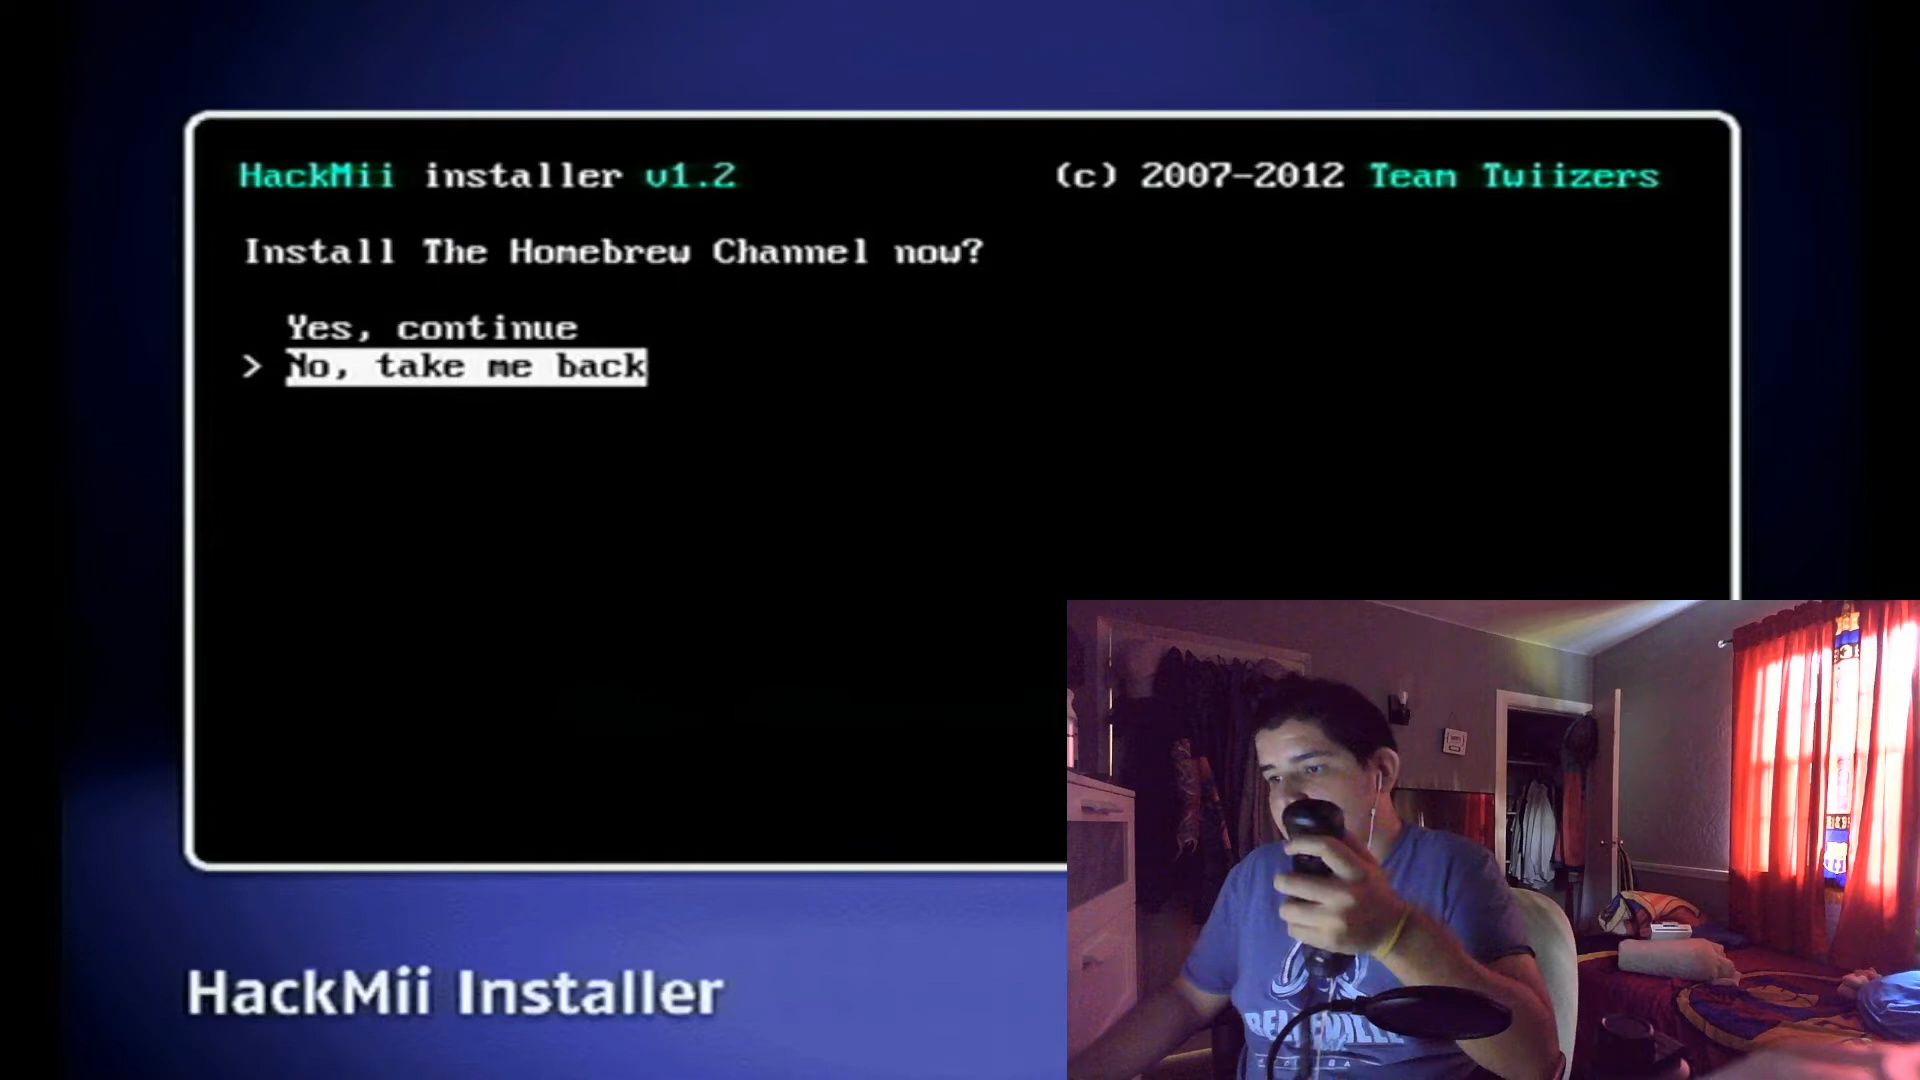 HackMii installer v1.2 (c) 2007-2012 Team Twiizers
Install The Homebrew Channel now?
Yes, continue
> No, take me back
HackMii Installer